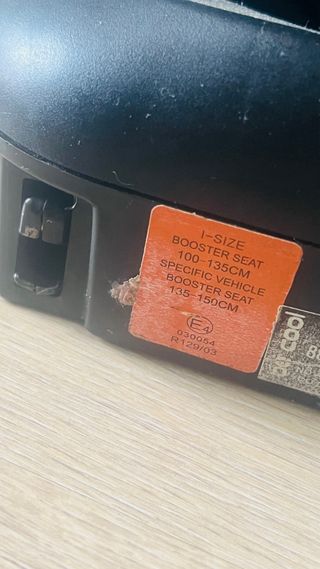 I-SIZE
BOOSTER SEAT
100-135CM
SPECIFIC VEHICLE
BOOSTER SEAT
135-150CM
E4
030054
R129/03